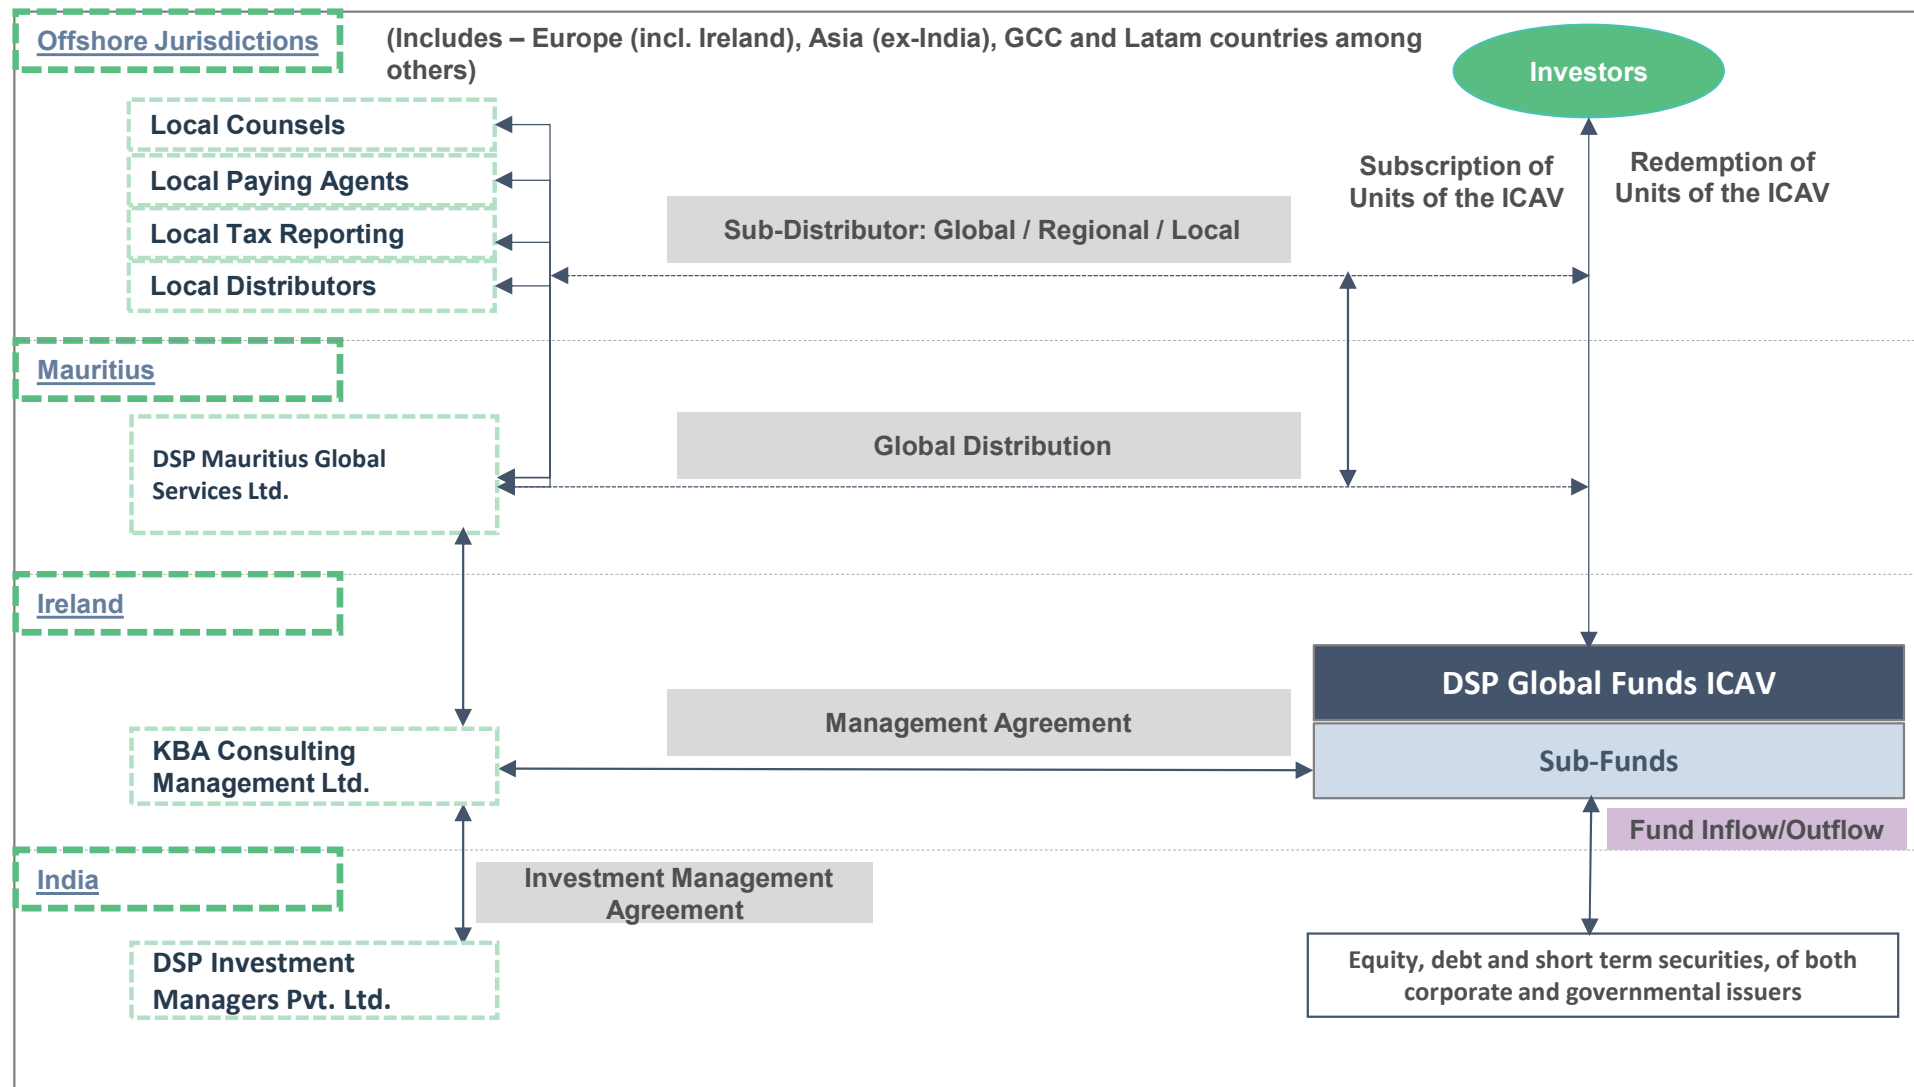 Offshore Jurisdictions
(Includes – Europe (incl. Ireland), Asia (ex-India), GCC and Latam countries among
others)
Investors
Local Counsels
Local Paying Agents
Local Tax Reporting
Local Distributors
Subscription of
Units of the ICAV
Redemption of
Units of the ICAV
Sub-Distributor: Global / Regional / Local
Mauritius
DSP Mauritius Global
Services Ltd.
Global Distribution
Ireland
DSP Global Funds ICAV
Sub-Funds
Management Agreement
KBA Consulting
Management Ltd.
Fund Inflow/Outflow
India
Investment Management
Agreement
DSP Investment
Managers Pvt. Ltd.
Equity, debt and short term securities, of both
corporate and governmental issuers